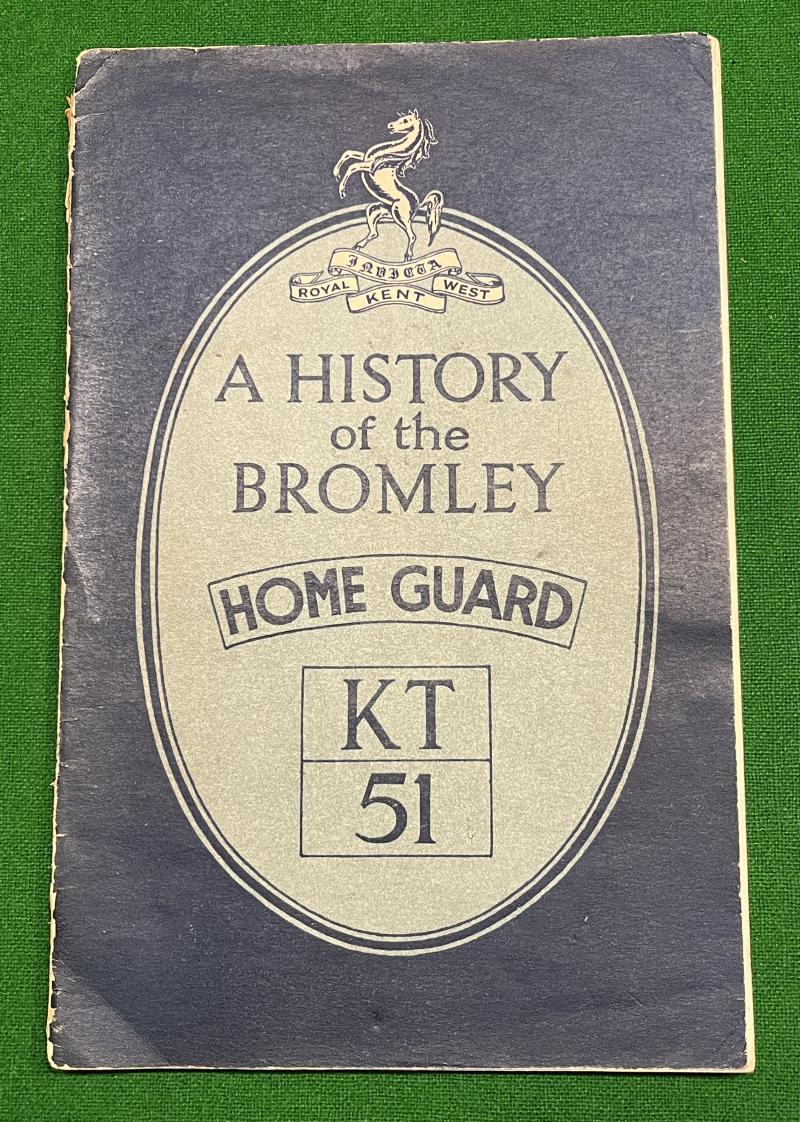 INVICTA
ROYAL KENT WEST
A HISTORY
of the
BROMLEY
HOME GUARD
KT
51